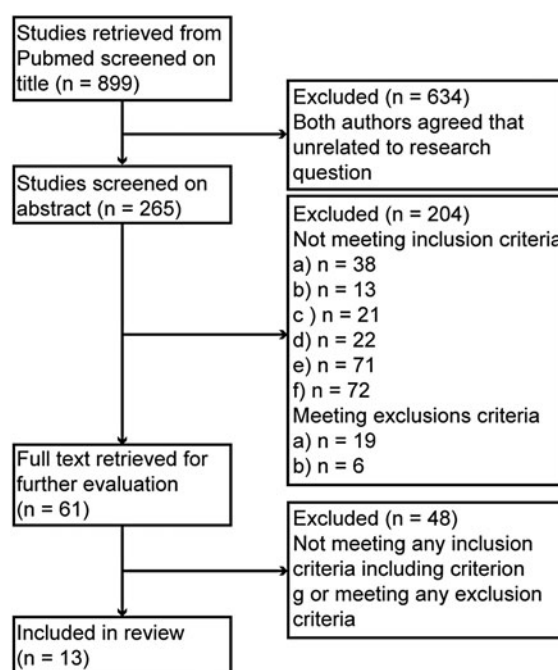 Studies retrieved from
Pubmed screened on
title (n = 899)
Excluded (n = 634)
Both authors agreed that
unrelated to research
question
Studies screened on
abstract (n = 265)
Excluded (n = 204)
Not meeting inclusion criteria
a) n = 38
b) n = 13
c ) n = 21
d) n = 22
e) n = 71
f) n = 72
Meeting exclusions criteria
a) n = 19
b) n = 6
Full text retrieved for
further evaluation
(n = 61)
Excluded (n = 48)
Not meeting any inclusion
criteria including criterion
g or meeting any exclusion
criteria
Included in review
(n = 13)